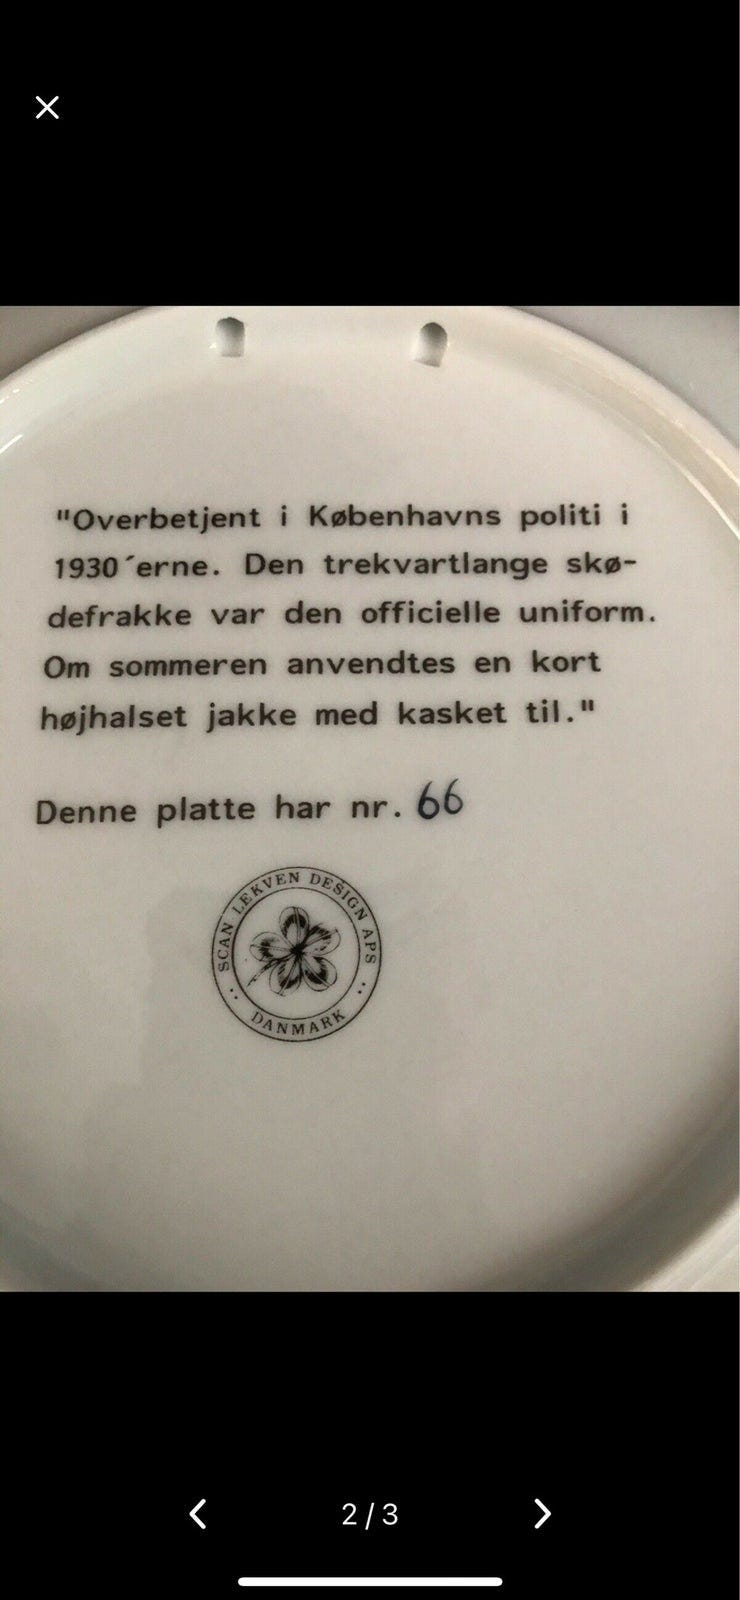 "Overbetjent i Københavns politi i
1930´erne. Den trekvartlange skø-
defrakke var den officielle uniform.
Om sommeren anvendtes en kort
højhalset jakke med kasket til."
Denne platte har nr. 66
SCAN LEKVEN DESIGN APS
DANMARK
2/3